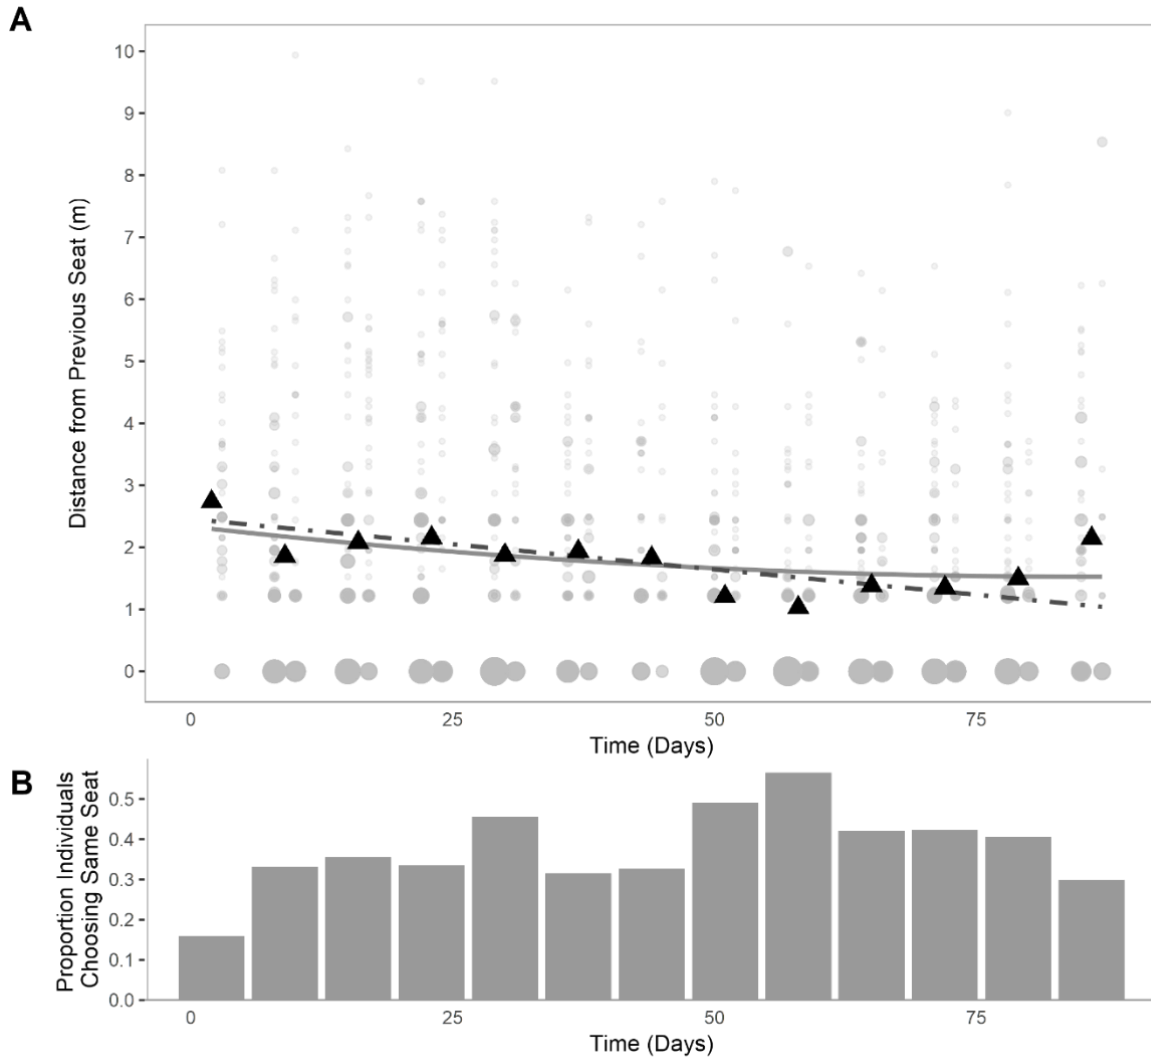 A
Distance from Previous Seat (m)
10
9
8
7
6
5
4
3
2
1
0
0 25 50 75
Time (Days)
B
Proportion Individuals
Choosing Same Seat
0.5
0.4
0.3
0.2
0.1
0.0
0 25 50 75
Time (Days)